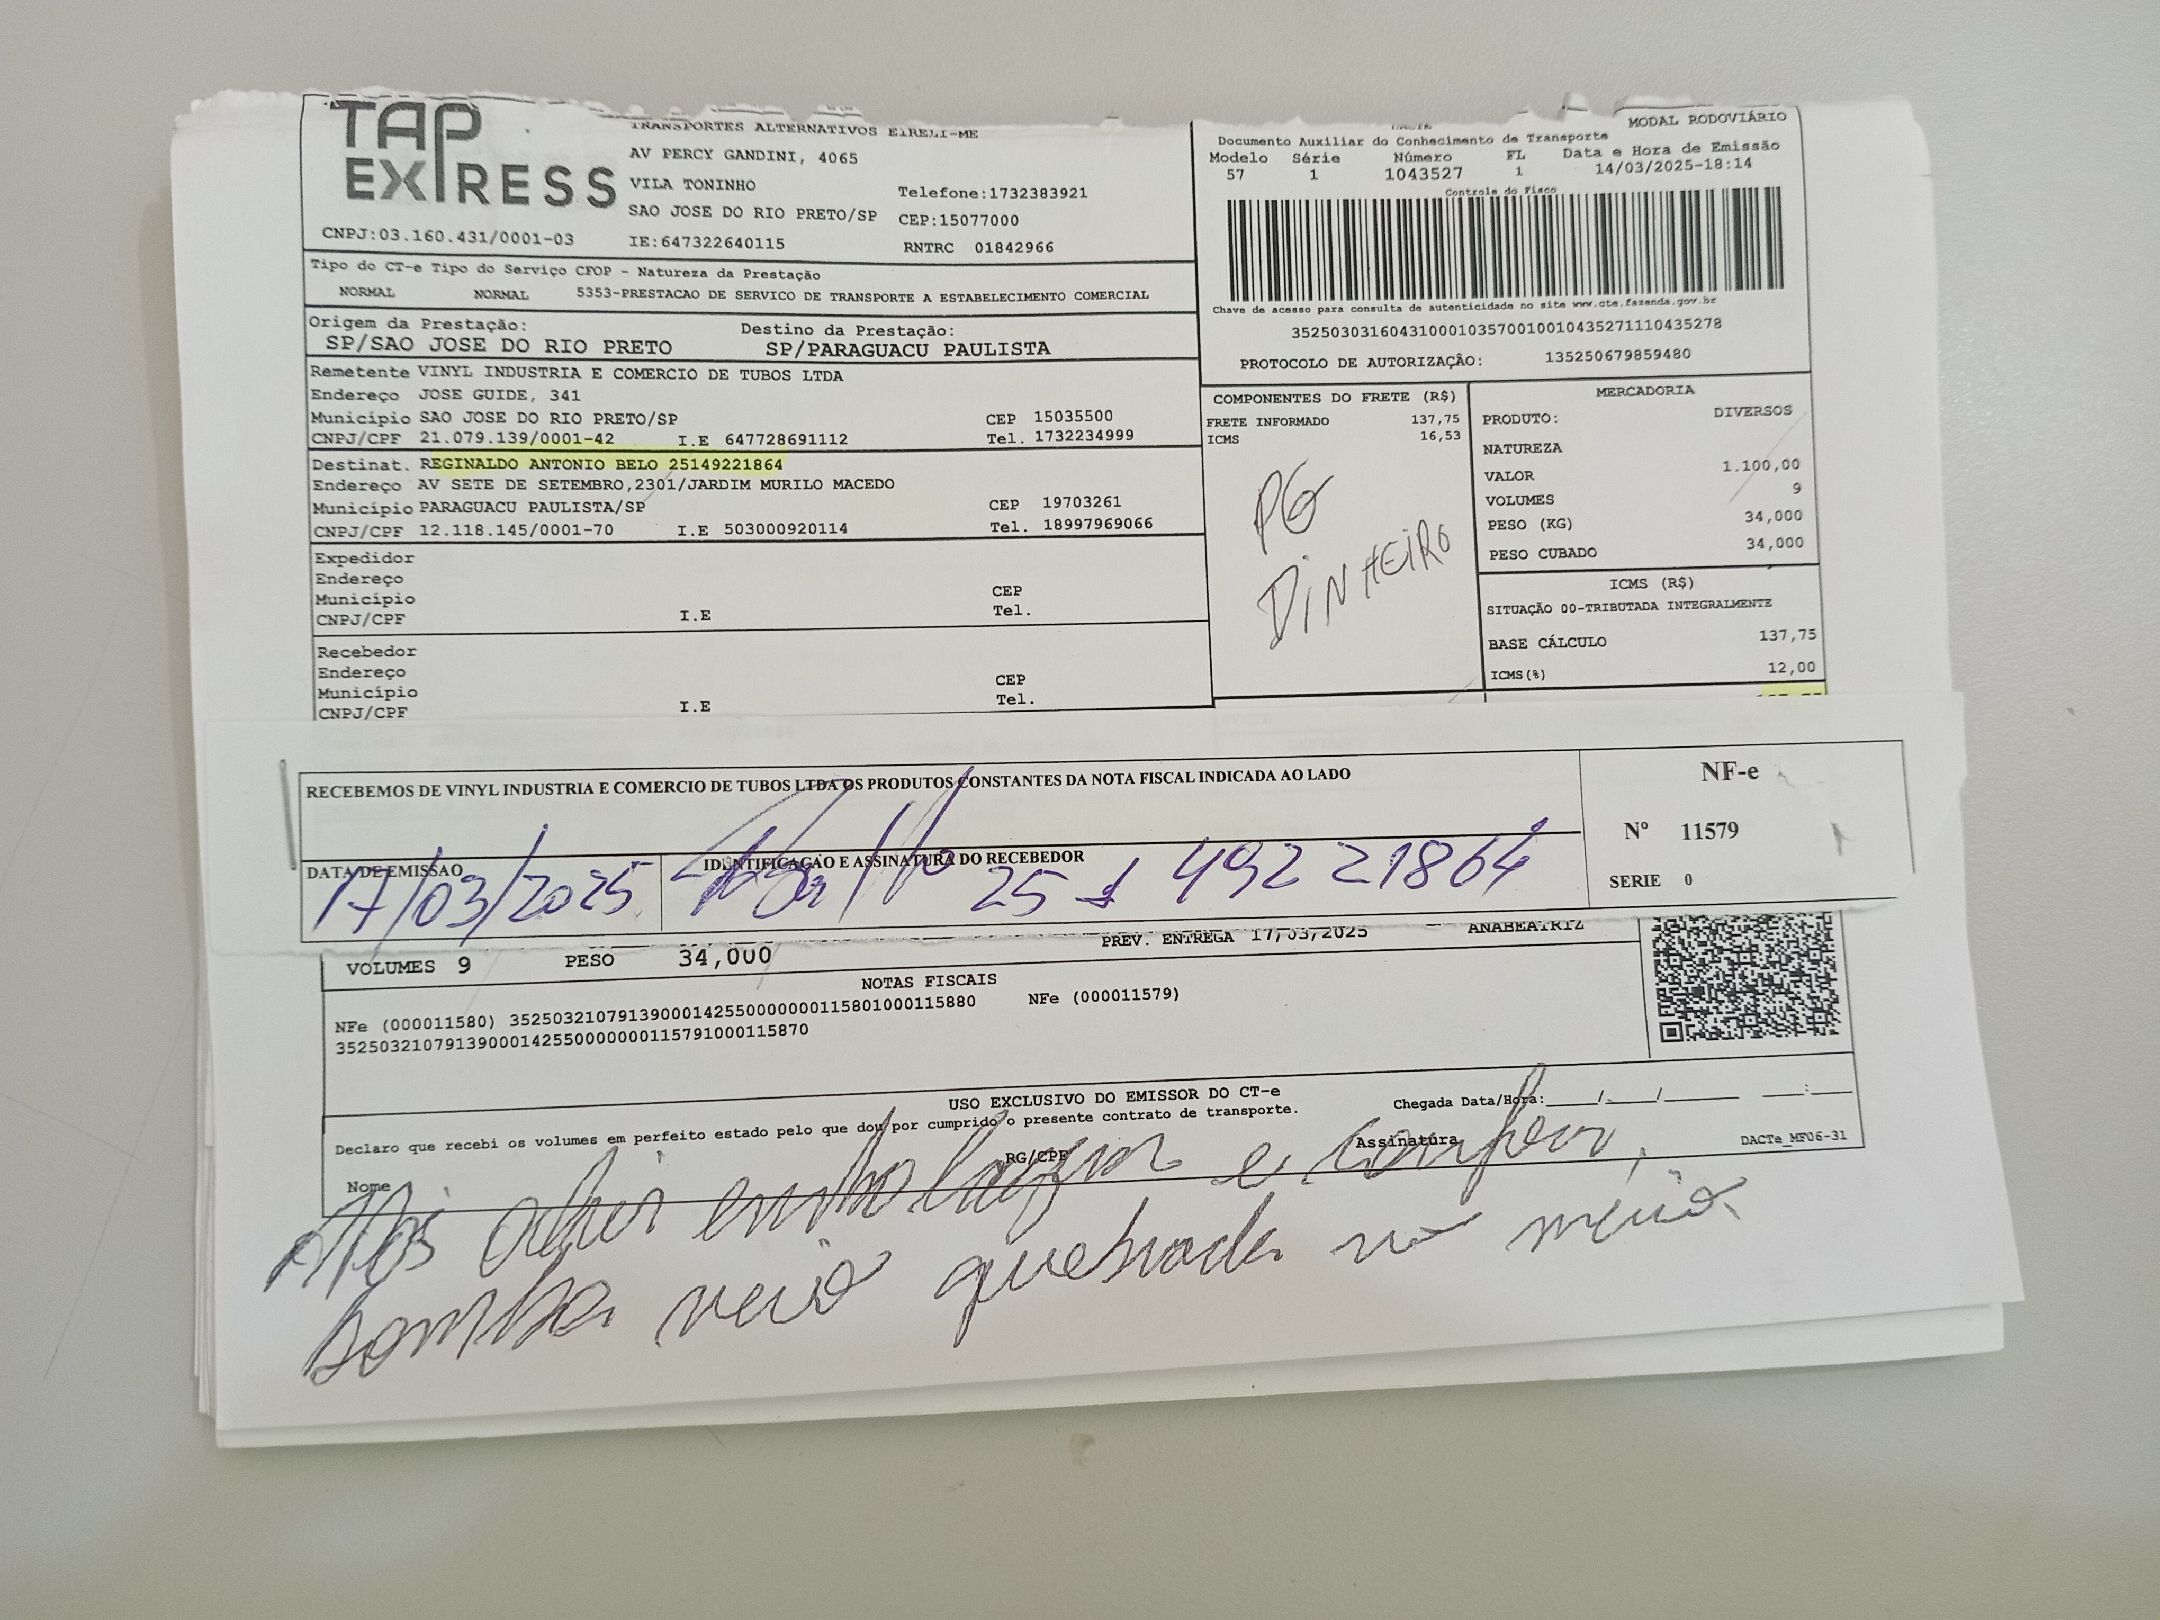 TAP
EXPRESS
TRANSPORTES ALTERNATIVOS EIRELI-ME
AV PERCY GANDINI, 4065
VILA TONINHO
Telefone:1732383921
SAO JOSE DO RIO PRETO/SP CEP:15077000
CNPJ:03.160.431/0001-03 IE:647322640115 RNTRC 01842966
MODAL RODOVIÁRIO
Documento Auxiliar do Conhecimento de Transporte
Modelo Série Número FL Data e Hora de Emissão
57 1 1043527 1 14/03/2025-18:14
Controle do Fisco
Chave de acesso para consulta de autenticidade no site www.cte.fazenda.gov.br
35250303160431000103570010010435271110435278
PROTOCOLO DE AUTORIZAÇÃO: 135250679859480
Tipo do CT-e Tipo do Serviço CFOP - Natureza da Prestação
NORMAL NORMAL 5353-PRESTACAO DE SERVICO DE TRANSPORTE A ESTABELECIMENTO COMERCIAL
Origem da Prestação: Destino da Prestação:
SP/SAO JOSE DO RIO PRETO SP/PARAGUACU PAULISTA
Remetente VINYL INDUSTRIA E COMERCIO DE TUBOS LTDA
Endereço JOSE GUIDE, 341
Município SAO JOSE DO RIO PRETO/SP CEP 15035500
CNPJ/CPF 21.079.139/0001-42 I.E 647728691112 Tel. 1732234999
Destinat. REGINALDO ANTONIO BELO 25149221864
Endereço AV SETE DE SETEMBRO,2301/JARDIM MURILO MACEDO
Município PARAGUACU PAULISTA/SP CEP 19703261
CNPJ/CPF 12.118.145/0001-70 I.E 503000920114 Tel. 18997969066
Expedidor
Endereço
Município CEP
CNPJ/CPF I.E Tel.
Recebedor
Endereço
Município CEP
CNPJ/CPF I.E Tel.
COMPONENTES DO FRETE (R$)
FRETE INFORMADO 137,75
ICMS 16,53
PG
DINHEIRO
MERCADORIA
PRODUTO: DIVERSOS
NATUREZA
VALOR 1.100,00
VOLUMES 9
PESO (KG) 34,000
PESO CUBADO 34,000
ICMS (R$)
SITUAÇÃO 00-TRIBUTADA INTEGRALMENTE
BASE CÁLCULO 137,75
ICMS(%) 12,00
RECEBEMOS DE VINYL INDUSTRIA E COMERCIO DE TUBOS LTDA OS PRODUTOS CONSTANTES DA NOTA FISCAL INDICADA AO LADO
NF-e
Nº 11579
SERIE 0
DATA DE EMISSAO IDENTIFICAÇÃO E ASSINATURA DO RECEBEDOR
17/03/2025 25 1 49221864
VOLUMES 9 PESO 34,000 PREV. ENTREGA 17/03/2025 ANABEATRIZ
NOTAS FISCAIS
NFe (000011580) 35250321079139000142550000000115801000115880 NFe (000011579)
35250321079139000142550000000115791000115870
USO EXCLUSIVO DO EMISSOR DO CT-e
Declaro que recebi os volumes em perfeito estado pelo que dou por cumprido o presente contrato de transporte.
Chegada Data/Hora:____/____/______ ___:___
Nome RG/CPF Assinatura DACTe_MF06-31
Após abrir embalagem e conferir,
bomba veio quebrada no meio